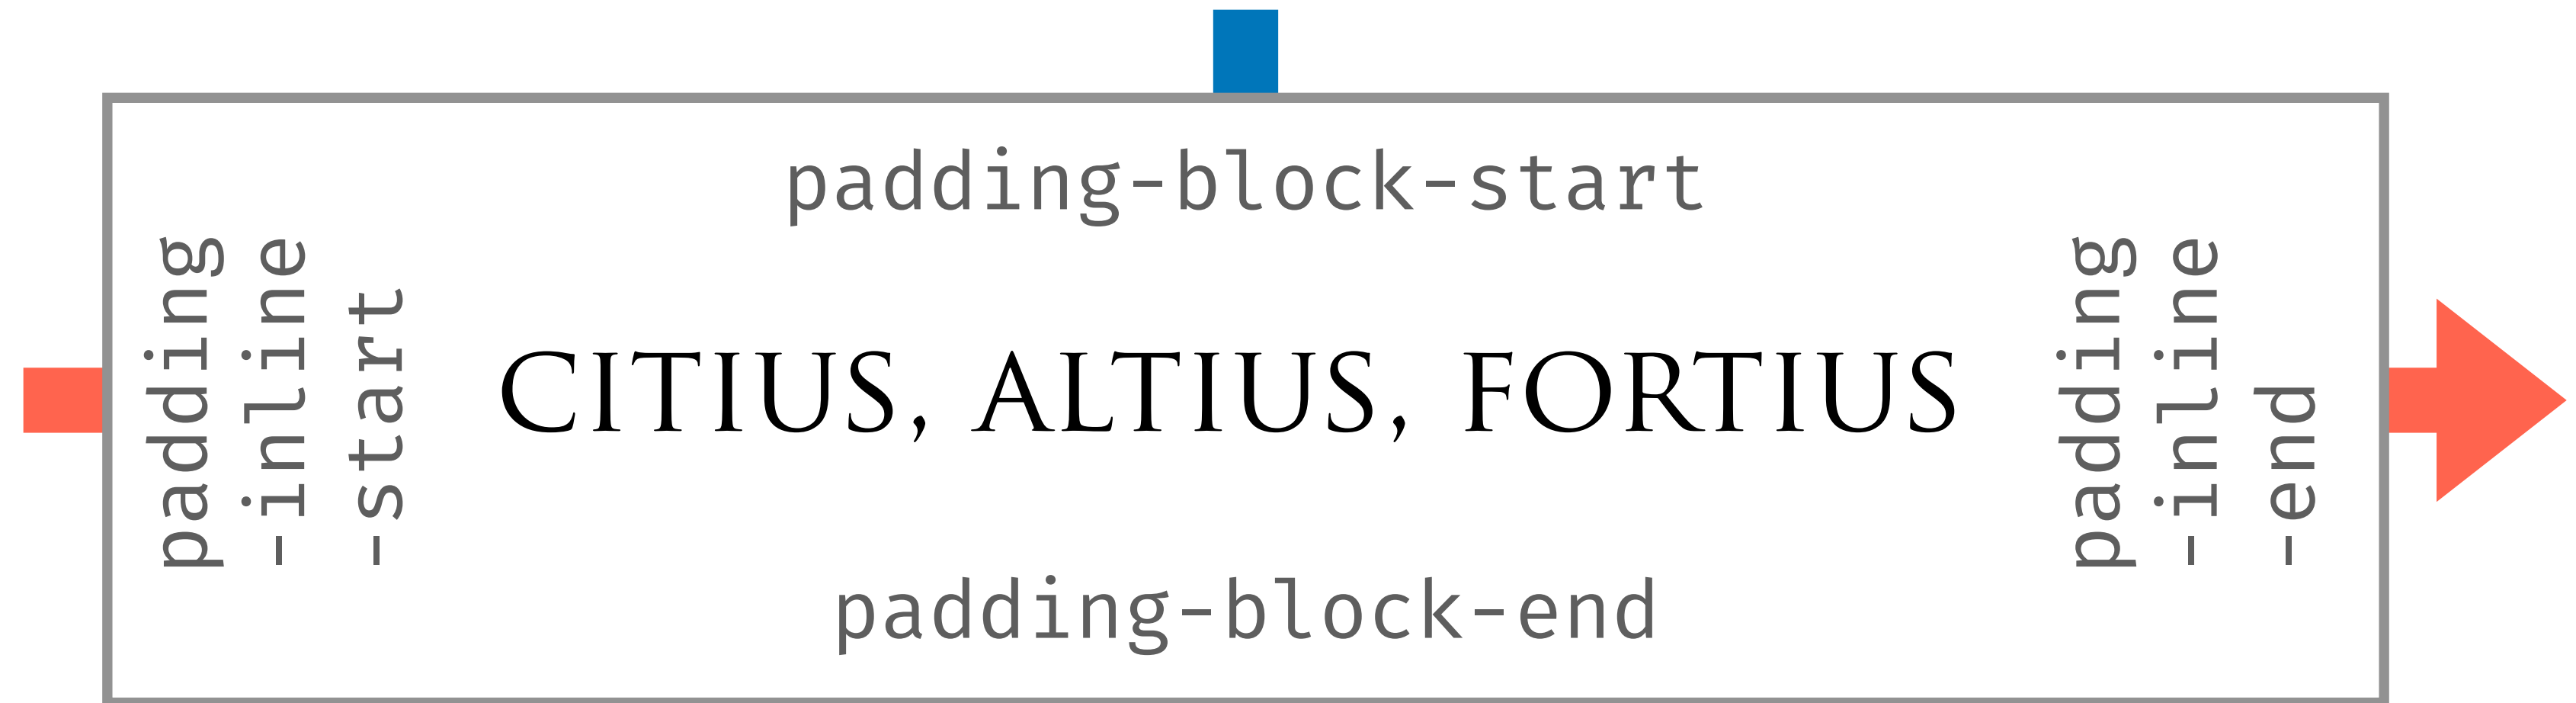 padding-block-start
padding
-inline
-start
CITIUS, ALTIUS, FORTIUS
padding
-inline
-end
padding-block-end